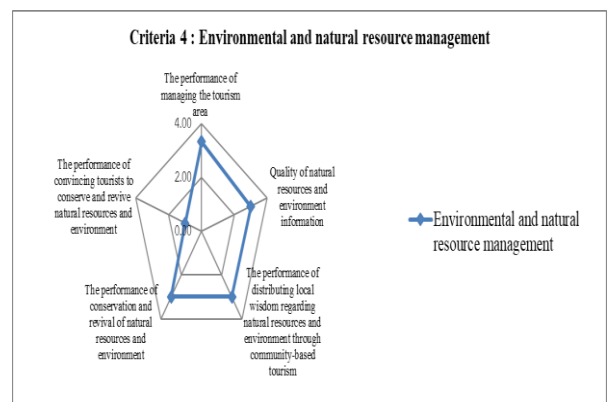 Criteria 4 : Environmental and natural resource management
The performance of
managing the tourism
area
4.00
2.00
0.00
Quality of natural
resources and
environment
information
The performance of
distributing local
wisdom regarding
natural resources and
environment through
community-based
tourism
The performance of
conservation and
revival of natural
resources and
environment
The performance of
convincing tourists to
conserve and revive
natural resources and
environment
Environmental and natural
resource management